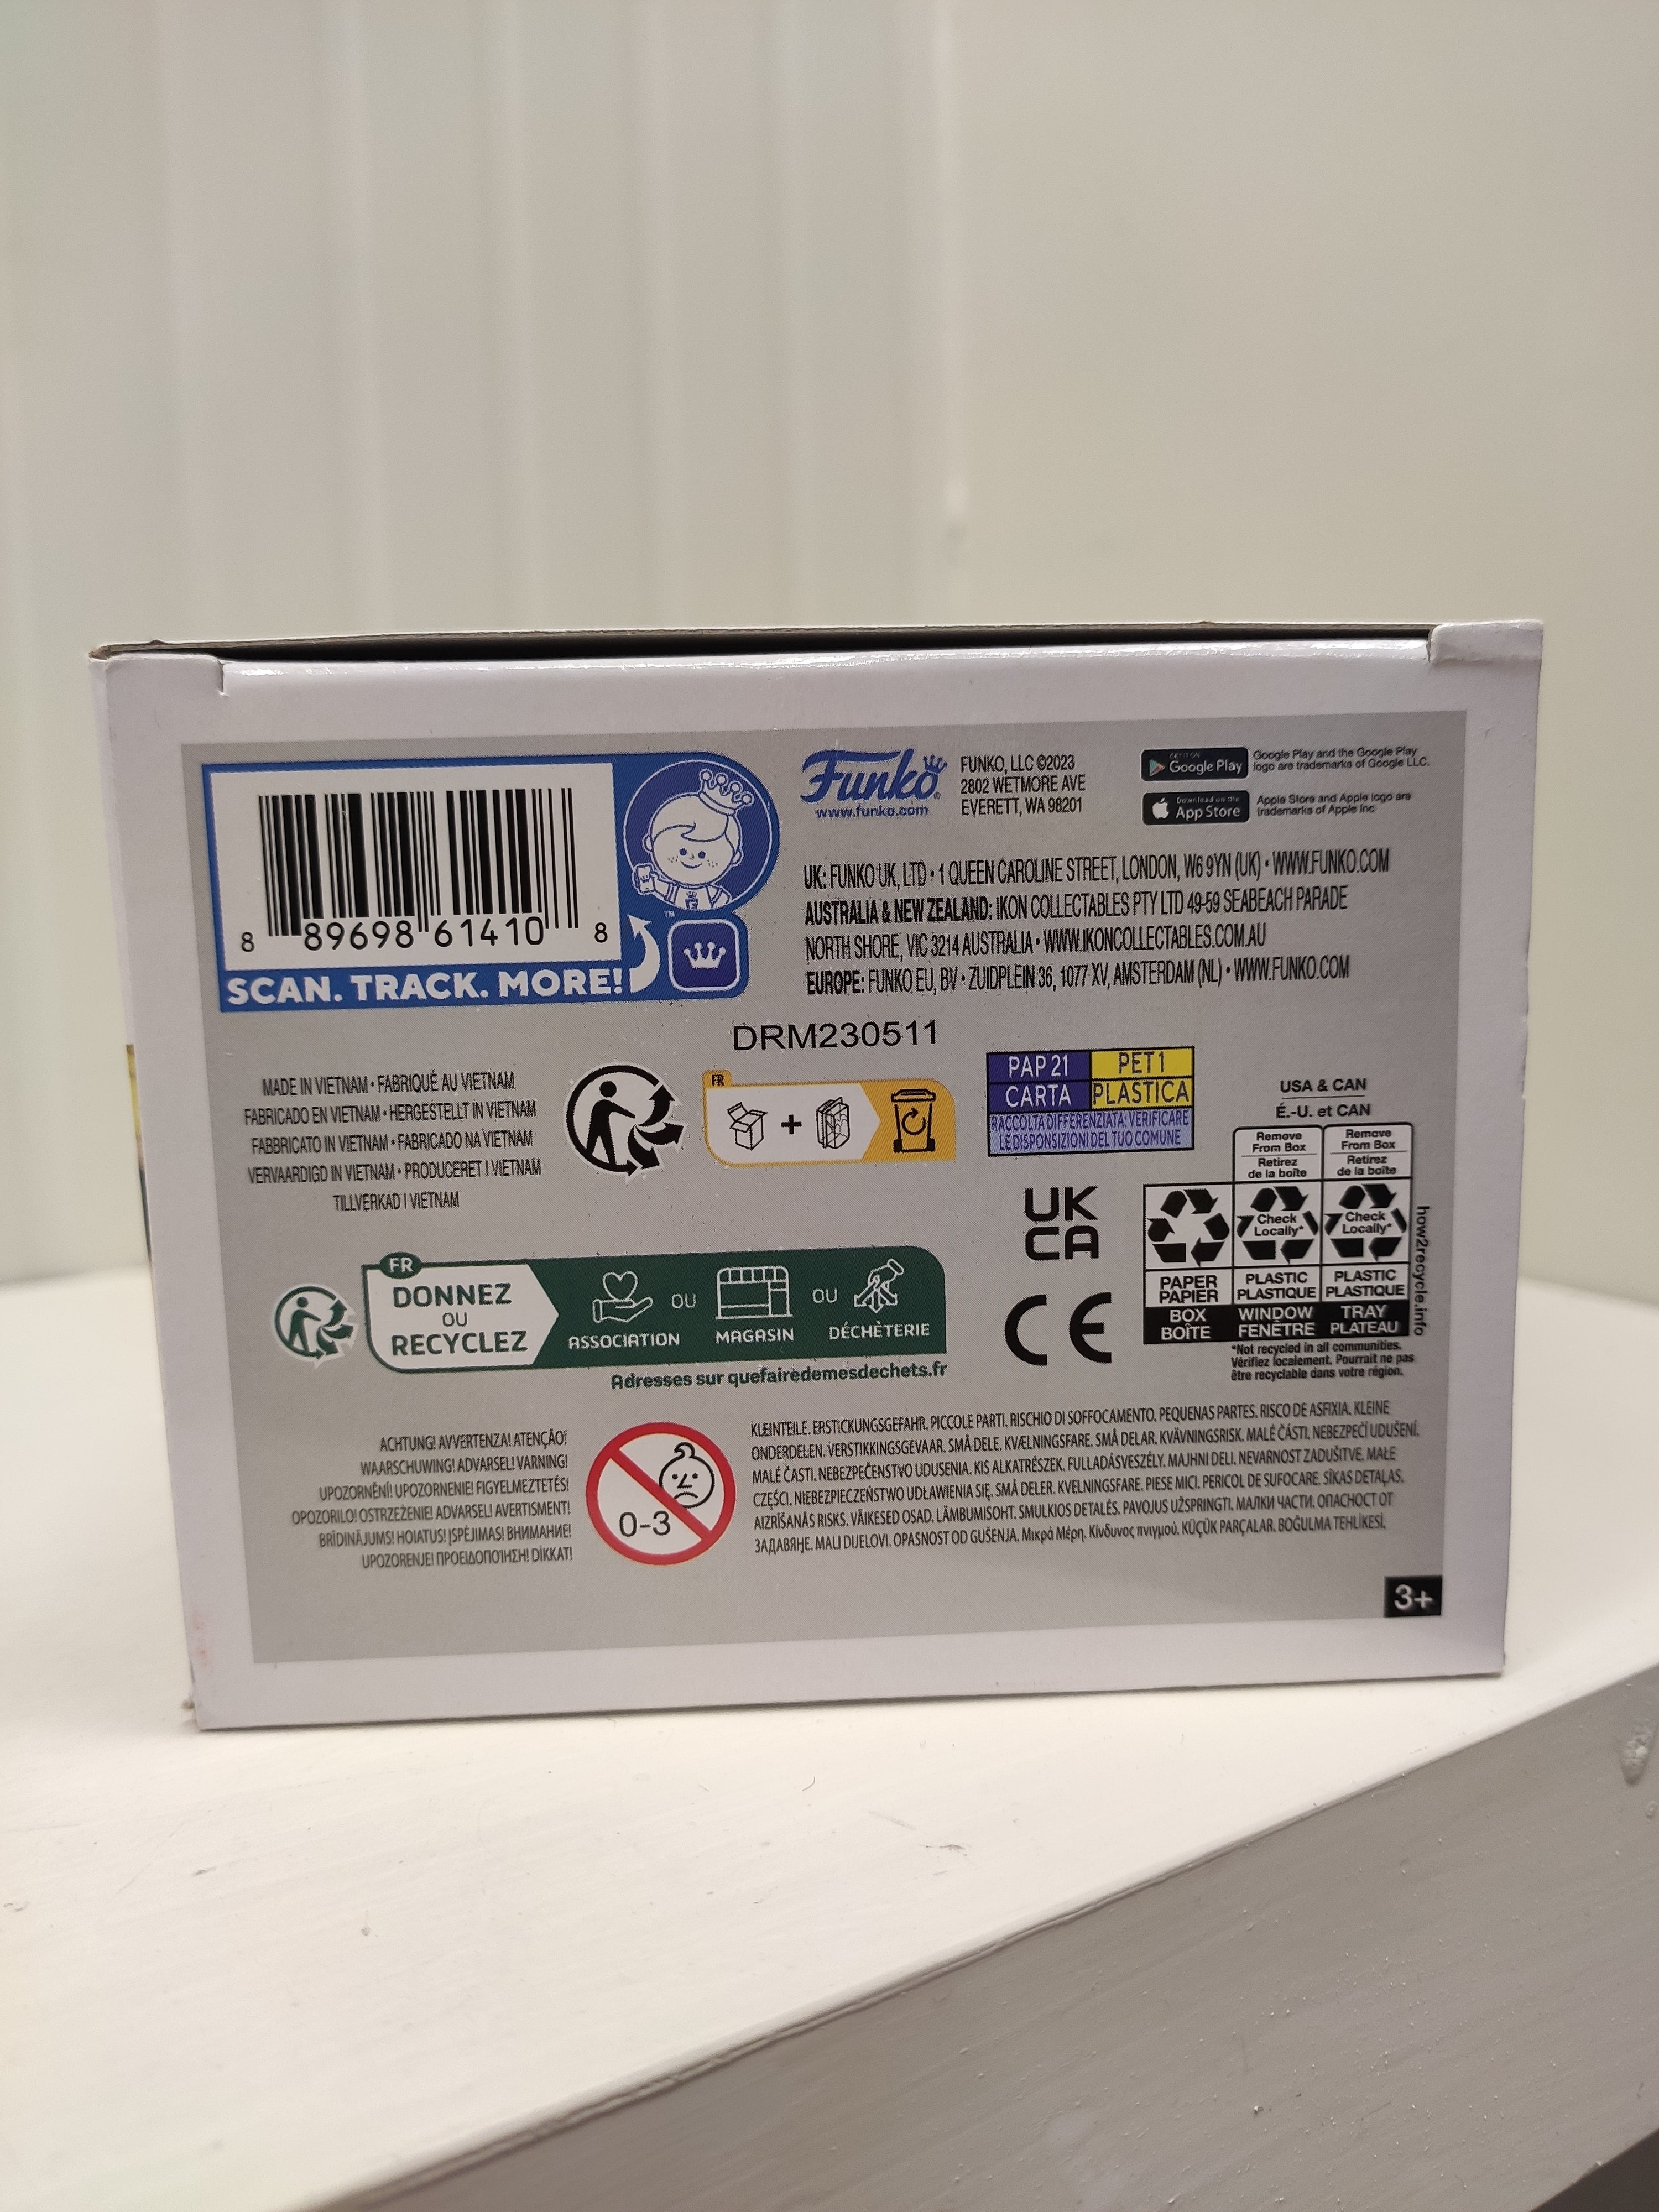 8 89698 61410 8
SCAN. TRACK. MORE!
™
Funko®
www.funko.com
FUNKO, LLC ©2023
2802 WETMORE AVE
EVERETT, WA 98201
GET IT ON
Google Play
Google Play and the Google Play
logo are trademarks of Google LLC.
Download on the
App Store
Apple Store and Apple logo are
trademarks of Apple Inc
UK: FUNKO UK, LTD • 1 QUEEN CAROLINE STREET, LONDON, W6 9YN (UK) • WWW.FUNKO.COM
AUSTRALIA & NEW ZEALAND: IKON COLLECTABLES PTY LTD 49-59 SEABEACH PARADE
NORTH SHORE, VIC 3214 AUSTRALIA • WWW.IKONCOLLECTABLES.COM.AU
EUROPE: FUNKO EU, BV • ZUIDPLEIN 36, 1077 XV, AMSTERDAM (NL) • WWW.FUNKO.COM
DRM230511
MADE IN VIETNAM • FABRIQUÉ AU VIETNAM
FABRICADO EN VIETNAM • HERGESTELLT IN VIETNAM
FABBRICATO IN VIETNAM • FABRICADO NA VIETNAM
VERVAARDIGD IN VIETNAM • PRODUCERET I VIETNAM
TILLVERKAD I VIETNAM
FR
+
PAP 21 PET 1
CARTA PLASTICA
RACCOLTA DIFFERENZIATA: VERIFICARE
LE DISPONSIZIONI DEL TUO COMUNE
USA & CAN
É.-U. et CAN
Remove
From Box
Retirez
de la boîte
Remove
From Box
Retirez
de la boîte
Check
Locally*
Check
Locally*
PAPER
PAPIER
PLASTIC
PLASTIQUE
PLASTIC
PLASTIQUE
BOX
BOÎTE
WINDOW
FENÊTRE
TRAY
PLATEAU
how2recycle.info
*Not recycled in all communities.
Vérifiez localement. Pourrait ne pas
être recyclable dans votre région.
UK
CA
CE
FR
DONNEZ
OU
RECYCLEZ
ASSOCIATION
OU
MAGASIN
OU
DÉCHÈTERIE
Adresses sur quefairedemesdechets.fr
ACHTUNG! AVVERTENZA! ATENÇÃO!
WAARSCHUWING! ADVARSEL! VARNING!
UPOZORNĚNÍ! UPOZORNENIE! FIGYELMEZTETÉS!
OPOZORILO! OSTRZEŻENIE! ADVARSEL! AVERTISMENT!
BRĪDINĀJUMS! HOIATUS! ĮSPĖJIMAS! ВНИМАНИЕ!
UPOZORENJE! ΠΡΟΕΙΔΟΠΟΊΗΣΗ! DİKKAT!
0-3
KLEINTEILE. ERSTICKUNGSGEFAHR. PICCOLE PARTI. RISCHIO DI SOFFOCAMENTO. PEQUENAS PARTES. RISCO DE ASFIXIA. KLEINE
ONDERDELEN. VERSTIKKINGSGEVAAR. SMÅ DELE. KVÆLNINGSFARE. SMÅ DELAR. KVÄVNINGSRISK. MALÉ ČÁSTI. NEBEZPEČÍ UDUŠENÍ.
MALÉ ČASTI. NEBEZPEČENSTVO UDUSENIA. KIS ALKATRÉSZEK. FULLADÁSVESZÉLY. MAJHNI DELI. NEVARNOST ZADUŠITVE. MAŁE
CZĘŚCI. NIEBEZPIECZEŃSTWO UDŁAWIENIA SIĘ. SMÅ DELER. KVELNINGSFARE. PIESE MICI. PERICOL DE SUFOCARE. SĪKAS DETAĻAS.
AIZRĪŠANĀS RISKS. VÄIKESED OSAD. LÄMBUMISOHT. SMULKIOS DETALĖS. PAVOJUS UŽSPRINGTI. МАЛКИ ЧАСТИ. ОПАСНОСТ ОТ
ЗАДАВЯНЕ. MALI DIJELOVI. OPASNOST OD GUŠENJA. Μικρά Μέρη. Κίνδυνος πνιγμού. KÜÇÜK PARÇALAR. BOĞULMA TEHLİKESİ.
3+